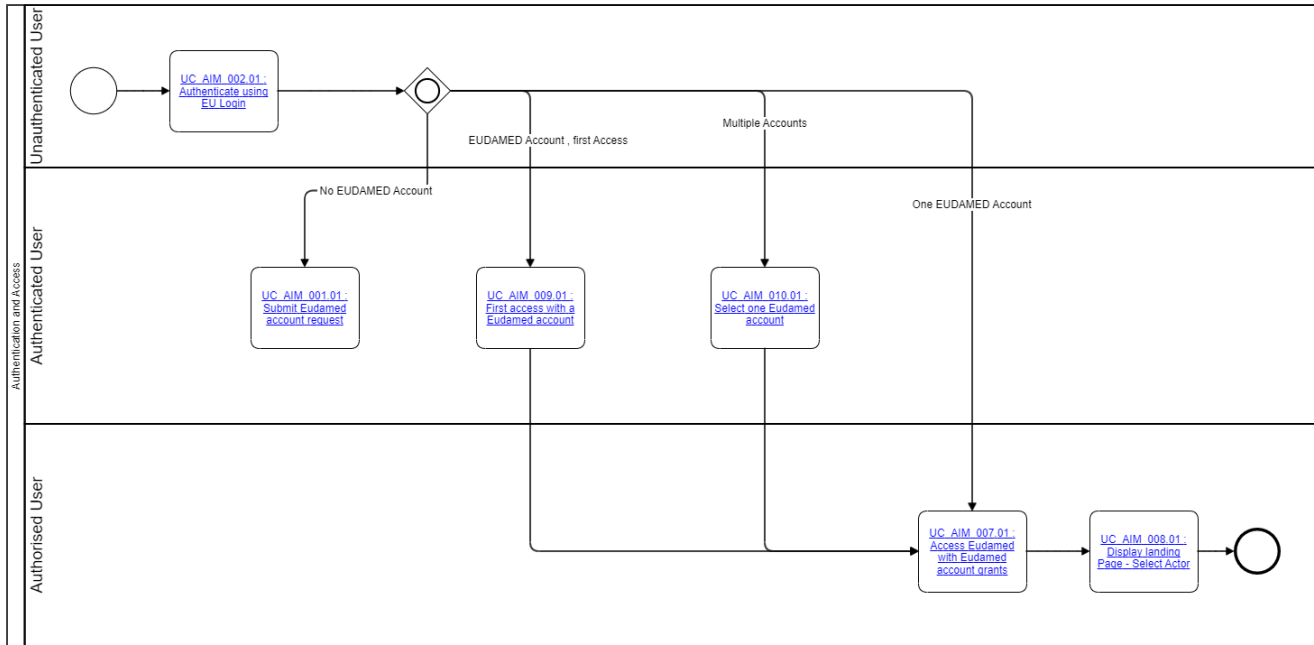 Authentication and Access
Unauthenticated User
UC_AIM_002.01 :
Authenticate using
EU Login
EUDAMED Account , first Access
Multiple Accounts
Authenticated User
No EUDAMED Account
One EUDAMED Account
UC_AIM_001.01 :
Submit Eudamed
account request
UC_AIM_009.01 :
First access with a
Eudamed account
UC_AIM_010.01 :
Select one Eudamed
account
Authorised User
UC_AIM_007.01 :
Access Eudamed
with Eudamed
account grants
UC_AIM_008.01 :
Display landing
Page - Select Actor